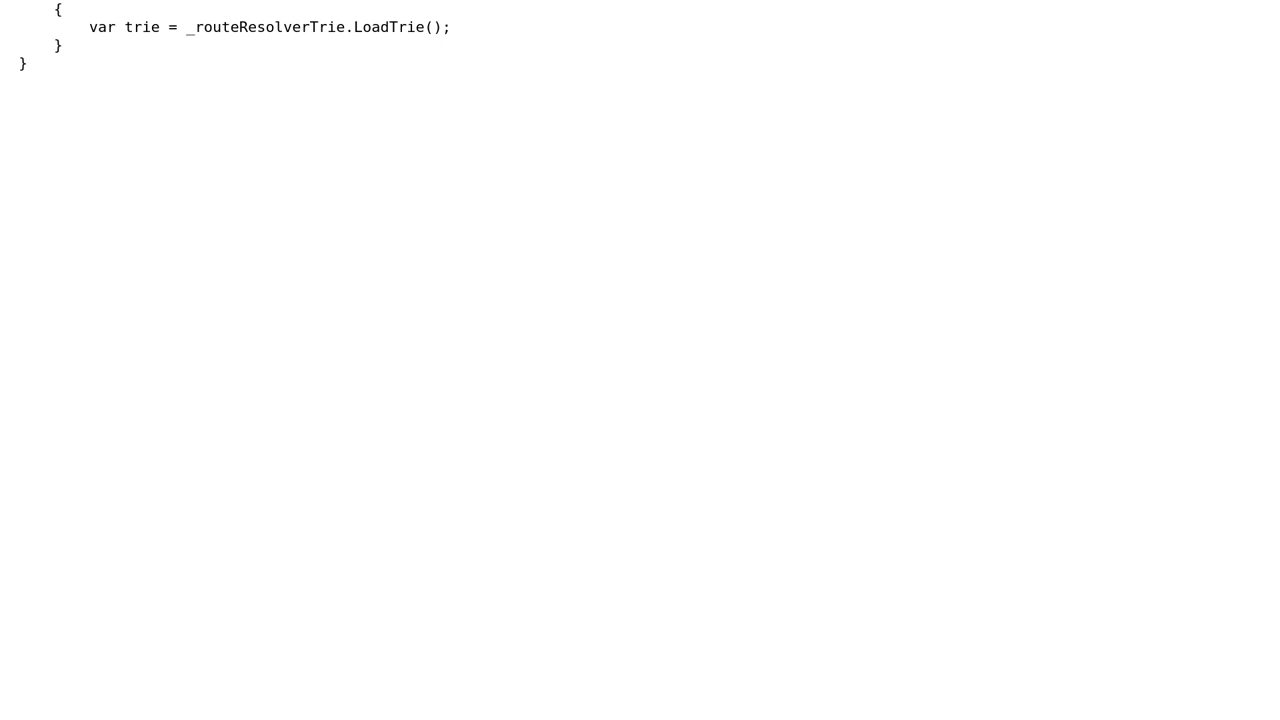 {
        var trie = _routeResolverTrie.LoadTrie();
    }
}